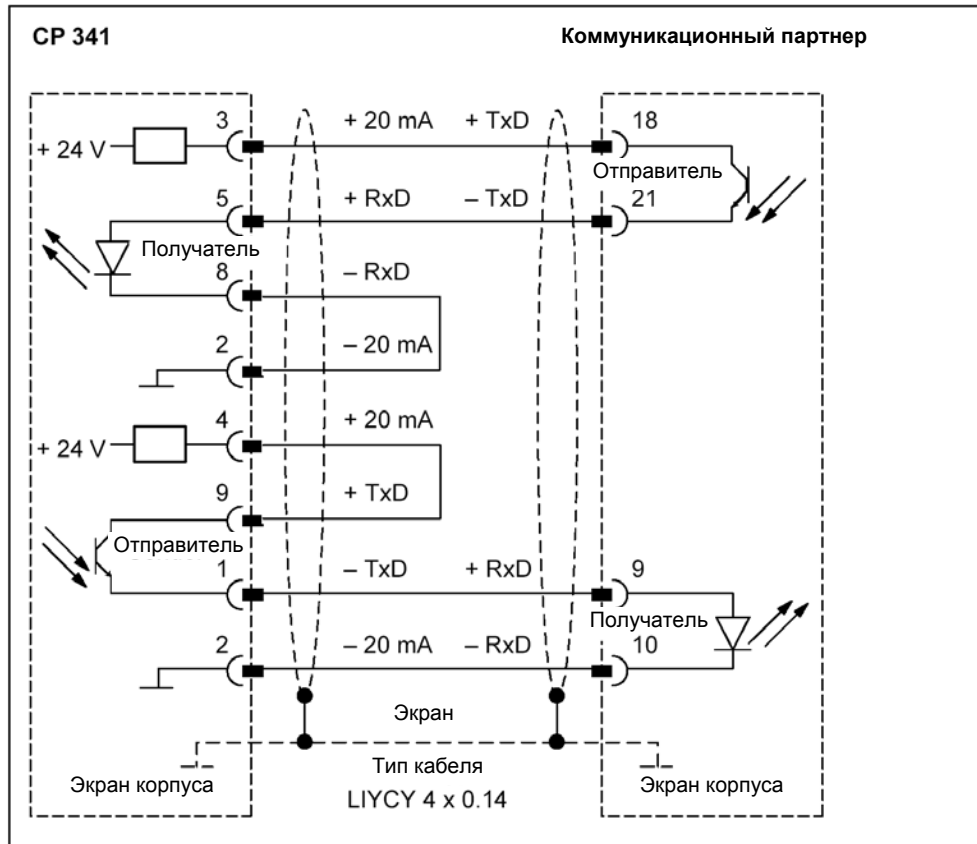 CP 341 Коммуникационный партнер
3 + 20 mA + TxD 18
+ 24 V
Отправитель
5 + RxD – TxD 21
Получатель
8 – RxD
2 – 20 mA
4 + 20 mA
+ 24 V
9 + TxD
Отправитель
1 – TxD + RxD 9
Получатель
2 – 20 mA – RxD 10
Экран
Экран корпуса Тип кабеля Экран корпуса
LIYCY 4 x 0.14